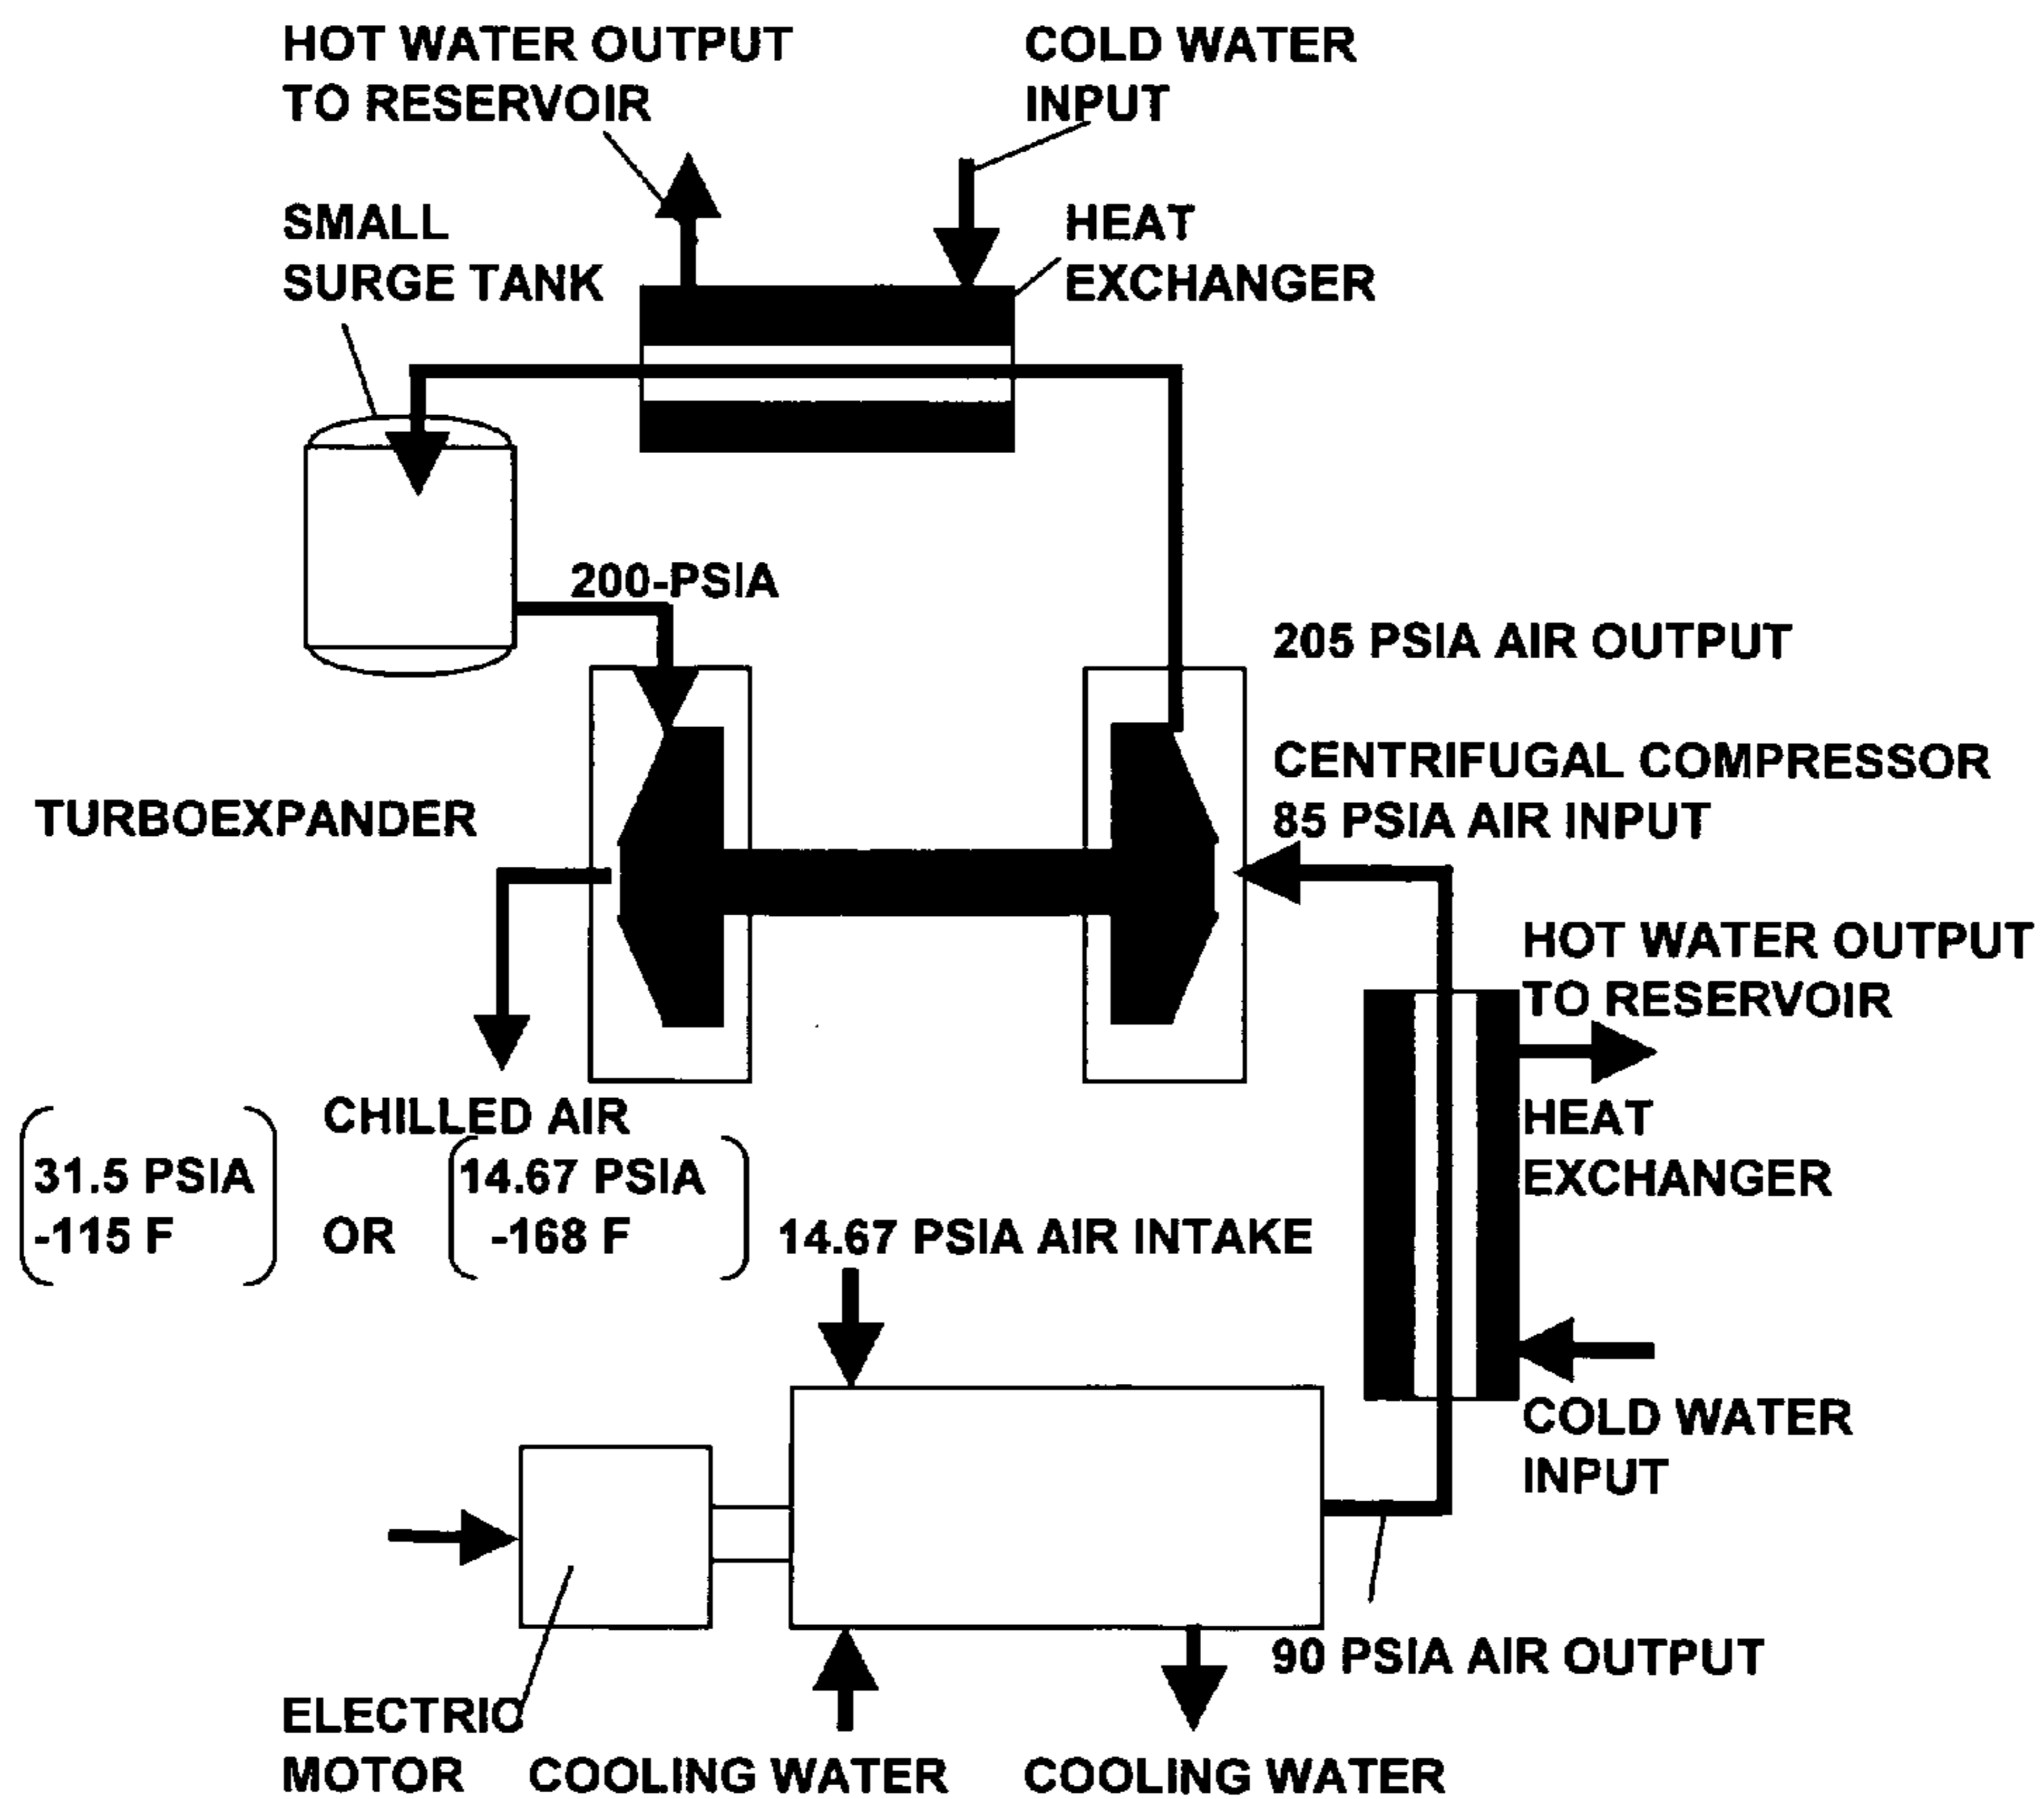 HOT WATER OUTPUT
TO RESERVOIR
COLD WATER
INPUT
SMALL
SURGE TANK
HEAT
EXCHANGER
200-PSIA
205 PSIA AIR OUTPUT
CENTRIFUGAL COMPRESSOR
85 PSIA AIR INPUT
TURBOEXPANDER
HOT WATER OUTPUT
TO RESERVOIR
HEAT
EXCHANGER
CHILLED AIR
31.5 PSIA
-115 F
OR
14.67 PSIA
-168 F
14.67 PSIA AIR INTAKE
COLD WATER
INPUT
90 PSIA AIR OUTPUT
ELECTRIC
MOTOR
COOLING WATER
COOLING WATER